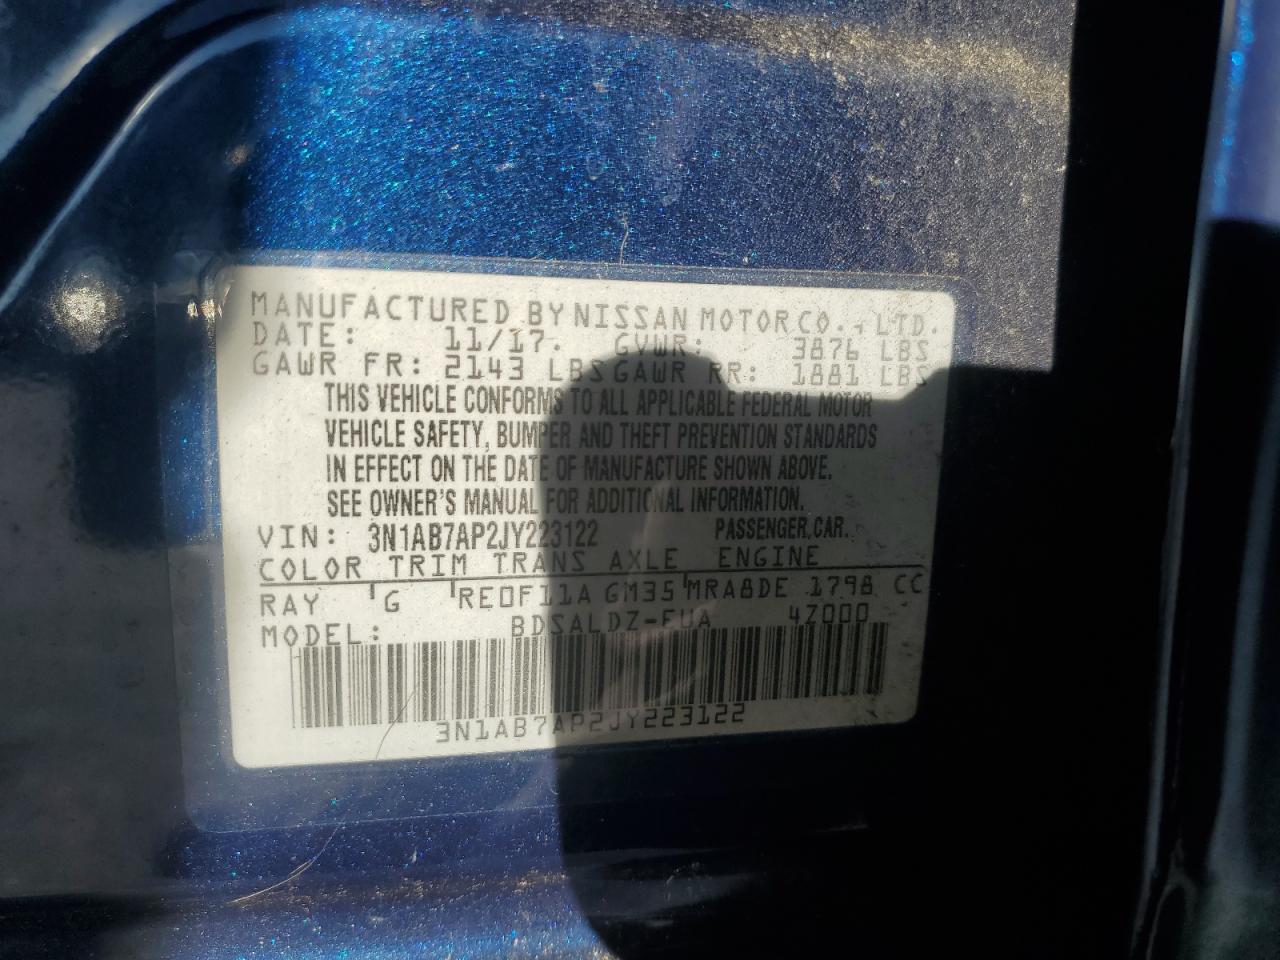 MANUFACTURED BY NISSAN MOTOR CO., LTD.
DATE: 11/17. GVWR: 3876 LBS
GAWR FR: 2143 LBS GAWR RR: 1881 LBS
THIS VEHICLE CONFORMS TO ALL APPLICABLE FEDERAL MOTOR
VEHICLE SAFETY, BUMPER AND THEFT PREVENTION STANDARDS
IN EFFECT ON THE DATE OF MANUFACTURE SHOWN ABOVE.
SEE OWNER'S MANUAL FOR ADDITIONAL INFORMATION.
VIN: 3N1AB7AP2JY223122 PASSENGER,CAR.
COLOR TRIM TRANS AXLE ENGINE
RAY G RE0F11A GM35 MRA8DE 1798 CC
MODEL: BDSALDZ-EUA 4Z000
3N1AB7AP2JY223122